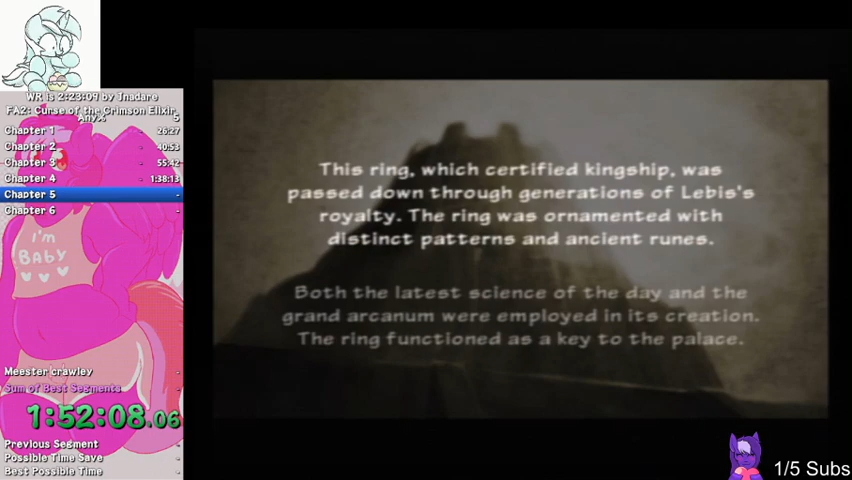 WR is 2:23:09 by Inadare
FA2: Curse of the Crimson Elixir
Any% 5
Chapter 1 - 26:27
Chapter 2 - 40:53
Chapter 3 - 55:42
Chapter 4 - 1:38:13
Chapter 5 -
Chapter 6 -
I'm
BABY
Meester crawley -
Sum of Best Segments -
1:52:08.06
Previous Segment -
Possible Time Save -
Best Possible Time -
This ring, which certified kingship, was
passed down through generations of Lebis's
royalty. The ring was ornamented with
distinct patterns and ancient runes.
Both the latest science of the day and the
grand arcanum were employed in its creation.
The ring functioned as a key to the palace.
1/5 Subs